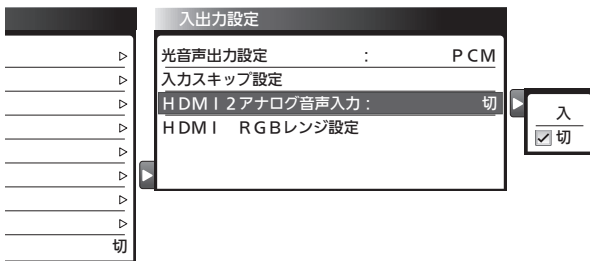 入出力設定
光音声出力設定 : PCM
入力スキップ設定
HDMI2アナログ音声入力: 切
HDMI RGBレンジ設定
入
切
切